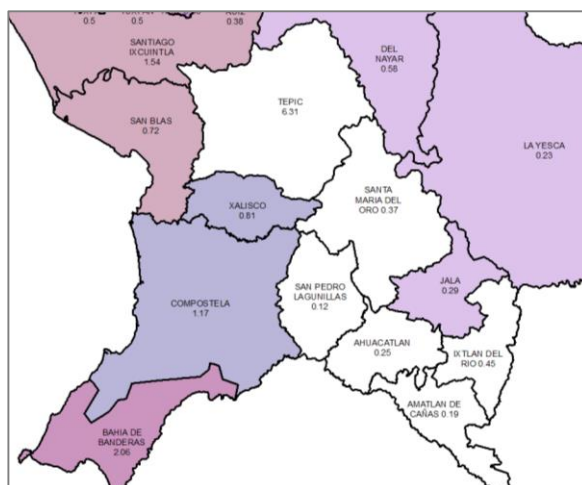 0.5
0.5
0.38
SANTIAGO
IXCUINTLA
1.54
DEL
NAYAR
0.58
TEPIC
6.31
SAN BLAS
0.72
LA YESCA
0.23
SANTA
MARIA DEL
ORO 0.37
XALISCO
0.81
JALA
0.29
SAN PEDRO
LAGUNILLAS
0.12
COMPOSTELA
1.17
AHUACATLAN
0.25
IXTLAN DEL
RIO 0.45
AMATLAN DE
CAÑAS 0.19
BAHIA DE
BANDERAS
2.06